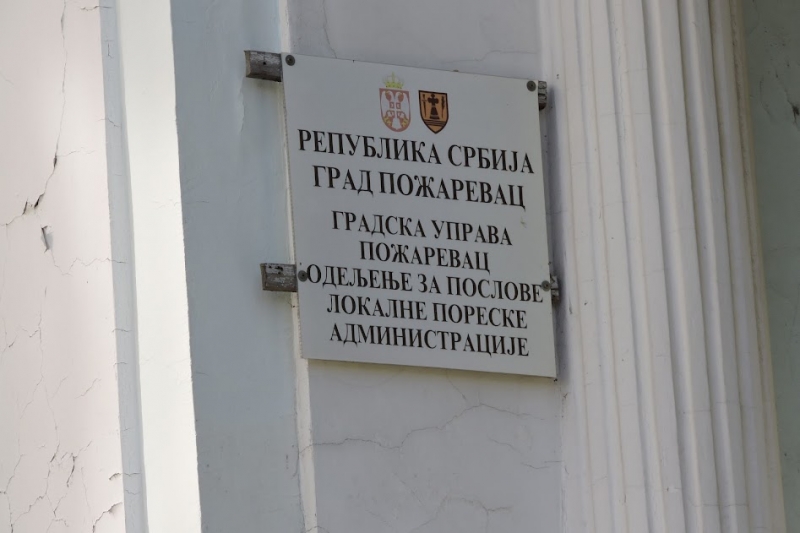 РЕПУБЛИКА СРБИЈА
ГРАД ПОЖАРЕВАЦ
ГРАДСКА УПРАВА
ПОЖАРЕВАЦ
ОДЕЉЕЊЕ ЗА ПОСЛОВЕ
ЛОКАЛНЕ ПОРЕСКЕ
АДМИНИСТРАЦИЈЕ